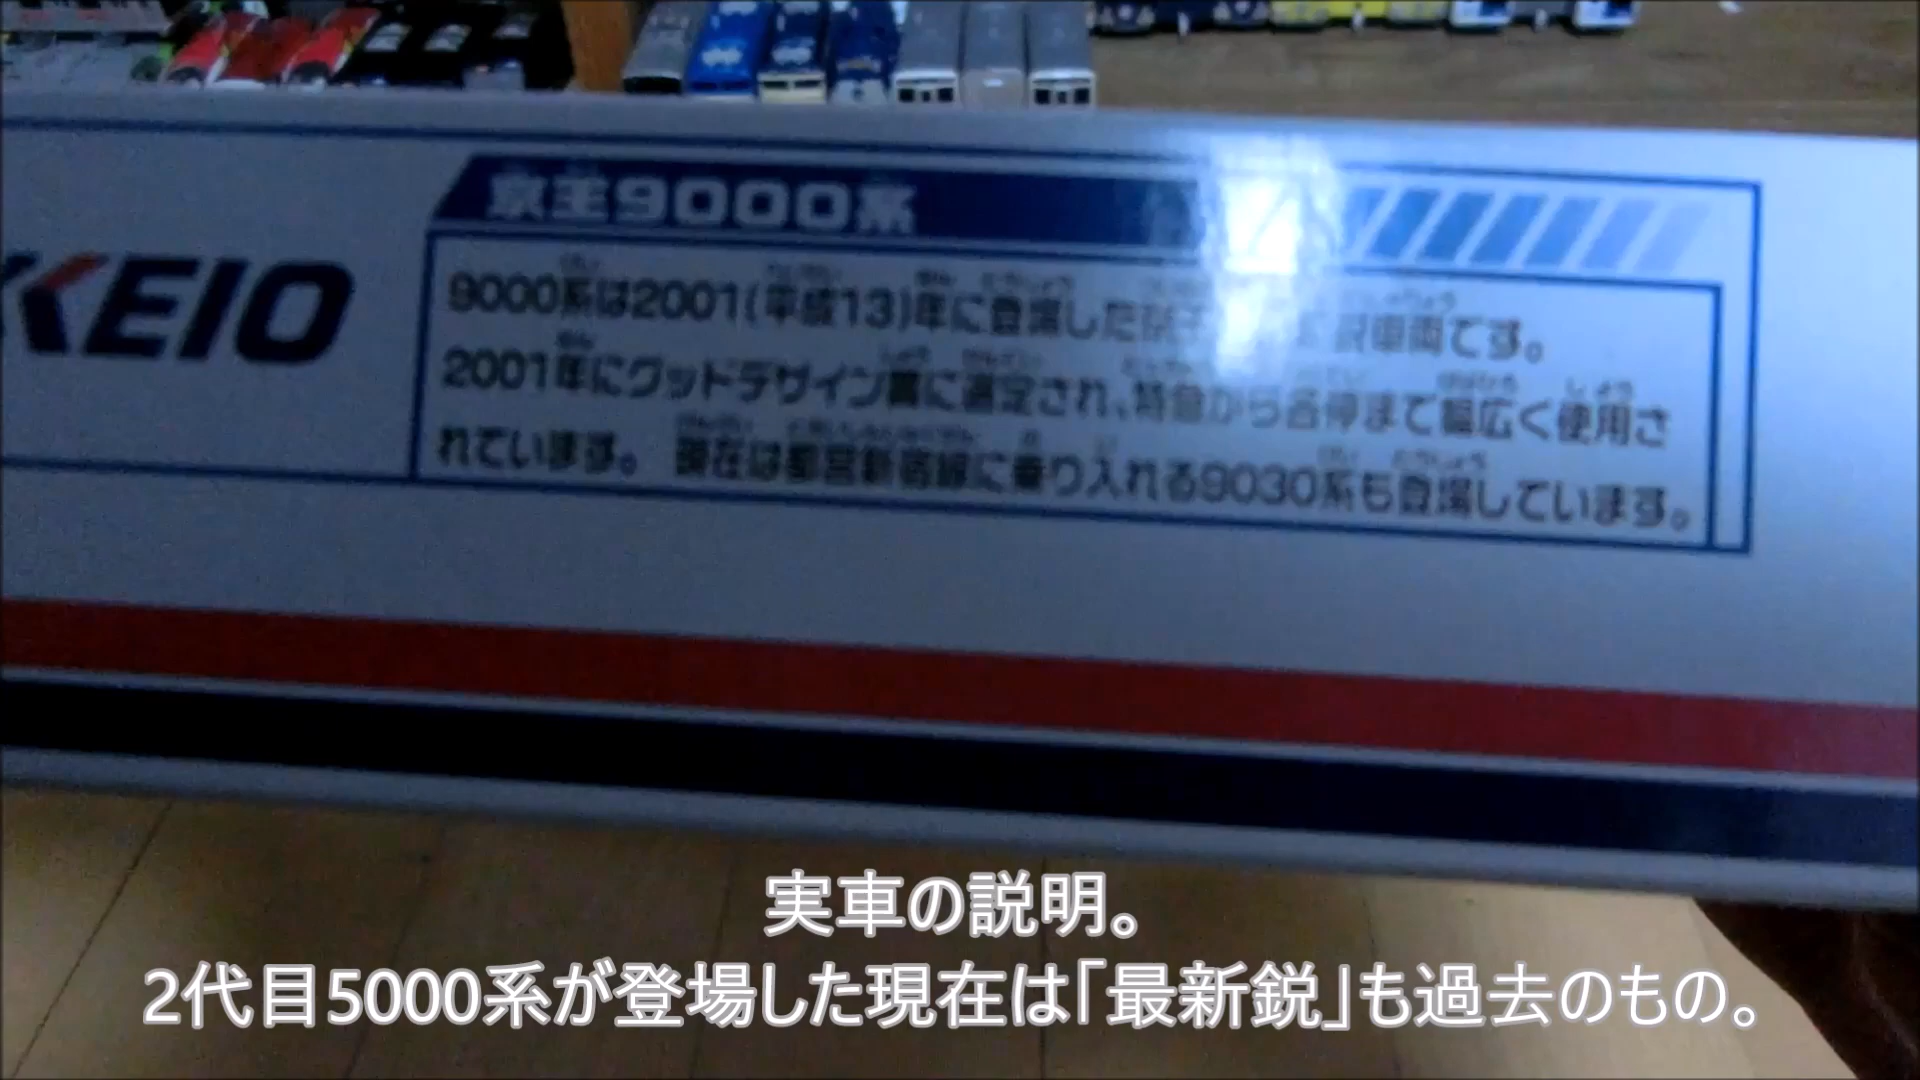 京王9000系
KEIO
9000系は2001(平成13)年に登場した 車両です。
2001年にグッドデザイン賞に選定され、特急から各停まで幅広く使用さ
れています。 現在は都営新宿線に乗り入れる9030系も登場しています。
実車の説明。
2代目5000系が登場した現在は「最新鋭」も過去のもの。